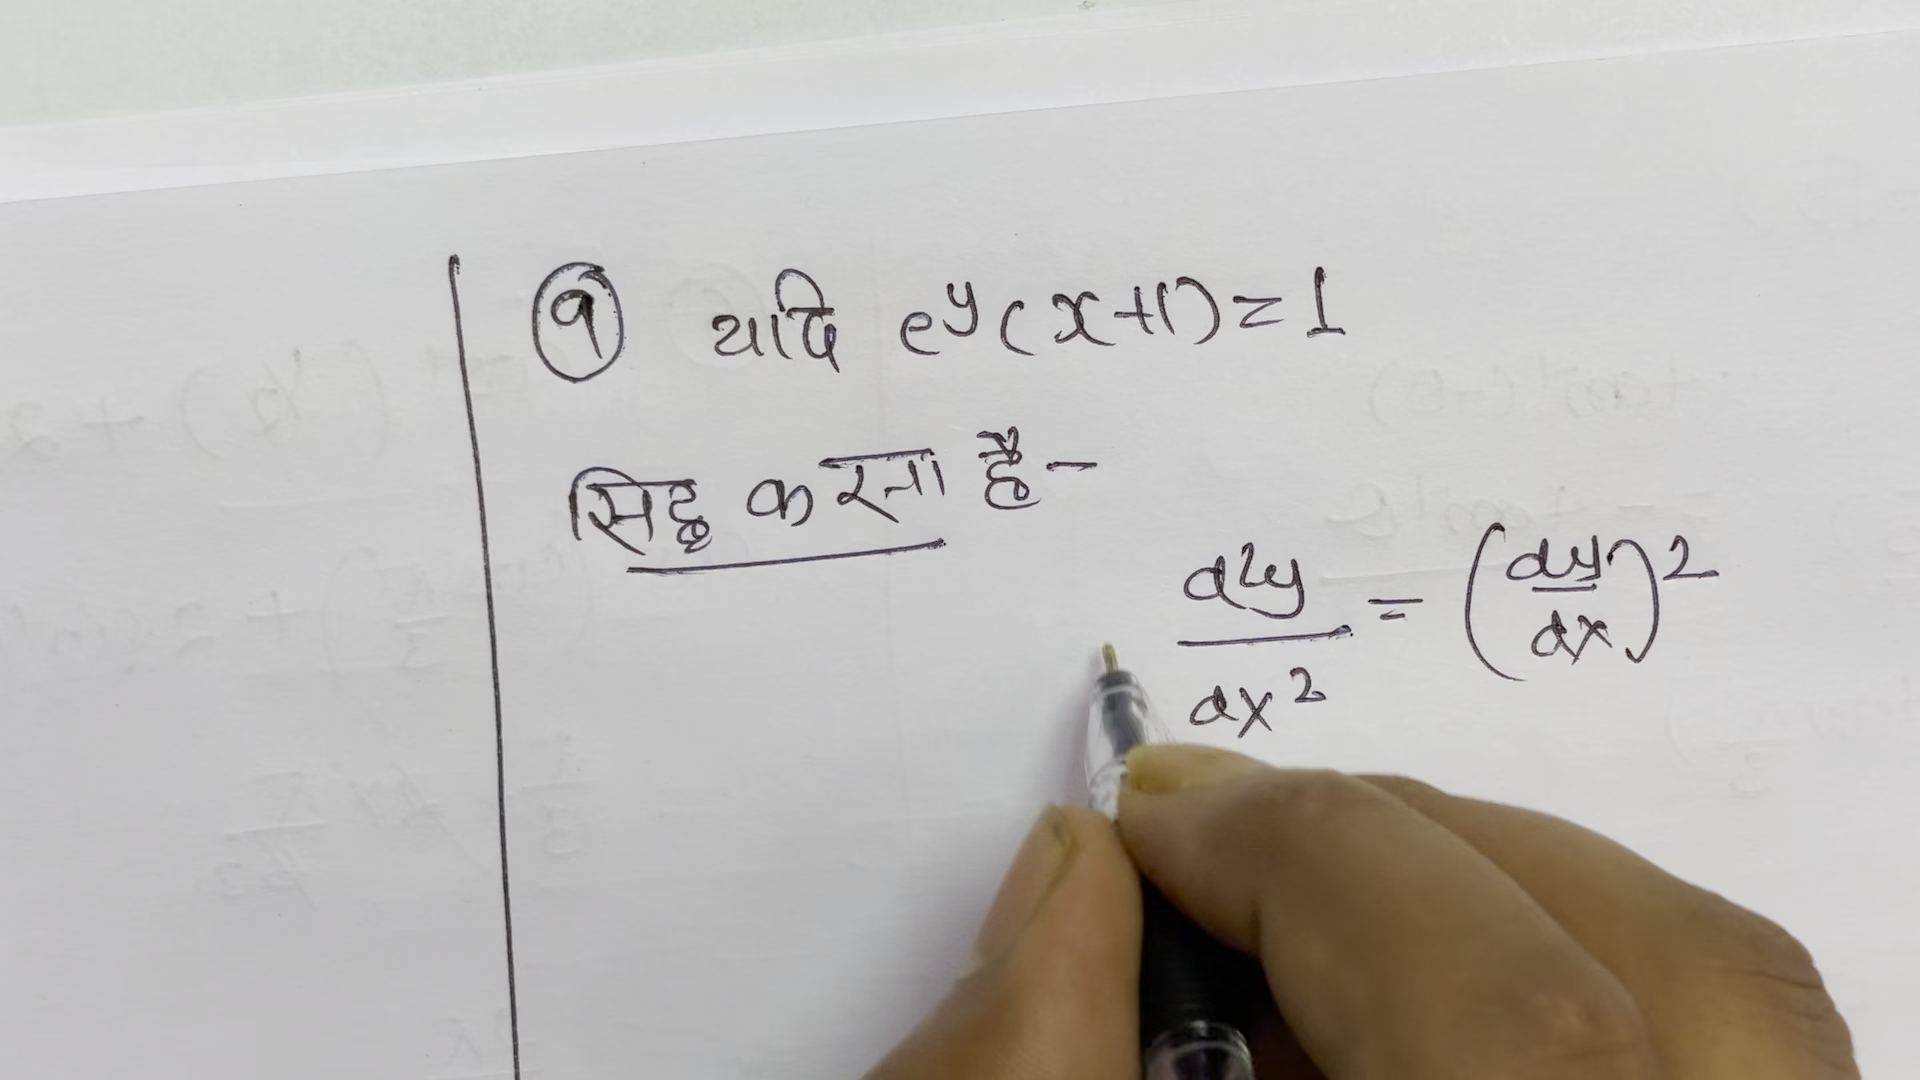 9 यदि e^y(x+1)=1
सिद्ध करना है-
d²y/dx² = (dy/dx)²